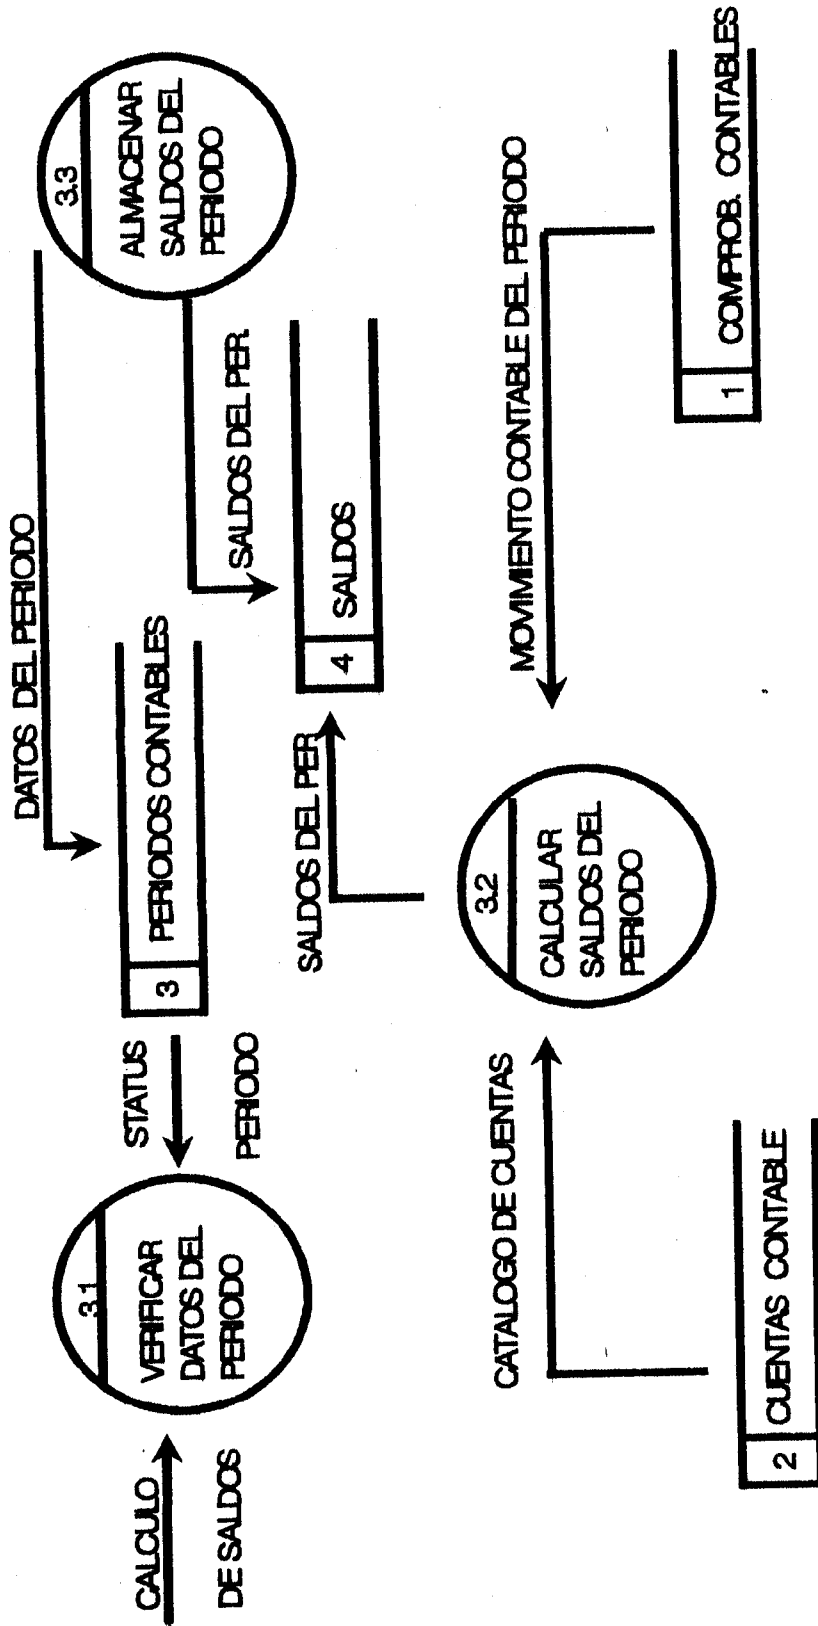 CALCULO
DE SALDOS
3.1
VERIFICAR
DATOS DEL
PERIODO
STATUS
PERIODO
3
PERIODOS CONTABLES
DATOS DEL PERIODO
3.3
ALMACENAR
SALDOS DEL
PERIODO
SALDOS DEL PER.
4
SALDOS
SALDOS DEL PER
3.2
CALCULAR
SALDOS DEL
PERIODO
MOVIMIENTO CONTABLE DEL PERIODO
1
COMPROB. CONTABLES
CATALOGO DE CUENTAS
2
CUENTAS CONTABLE